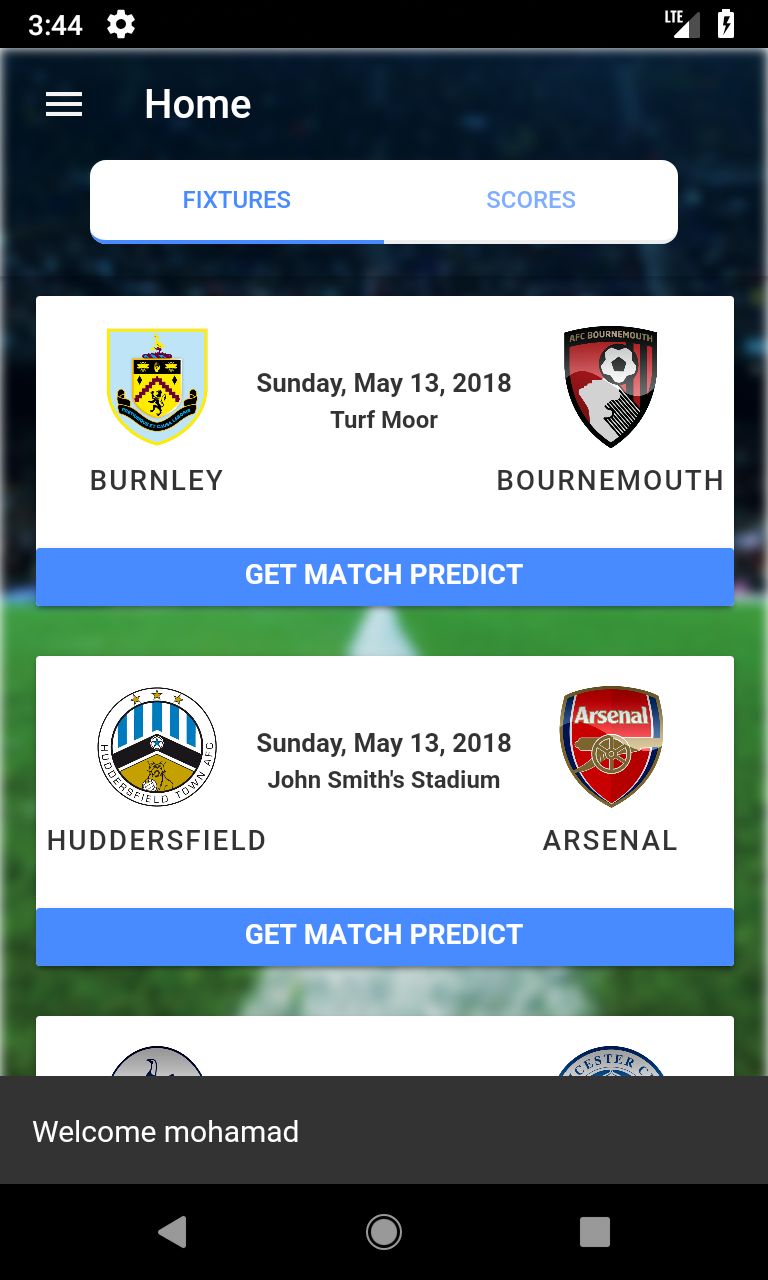 3:44
LTE
Home
FIXTURES
SCORES
AFC BOURNEMOUTH
Sunday, May 13, 2018
Turf Moor
BURNLEY
BOURNEMOUTH
GET MATCH PREDICT
HUDDERSFIELD TOWN AFC
Arsenal
Sunday, May 13, 2018
John Smith's Stadium
HUDDERSFIELD
ARSENAL
GET MATCH PREDICT
Welcome mohamad